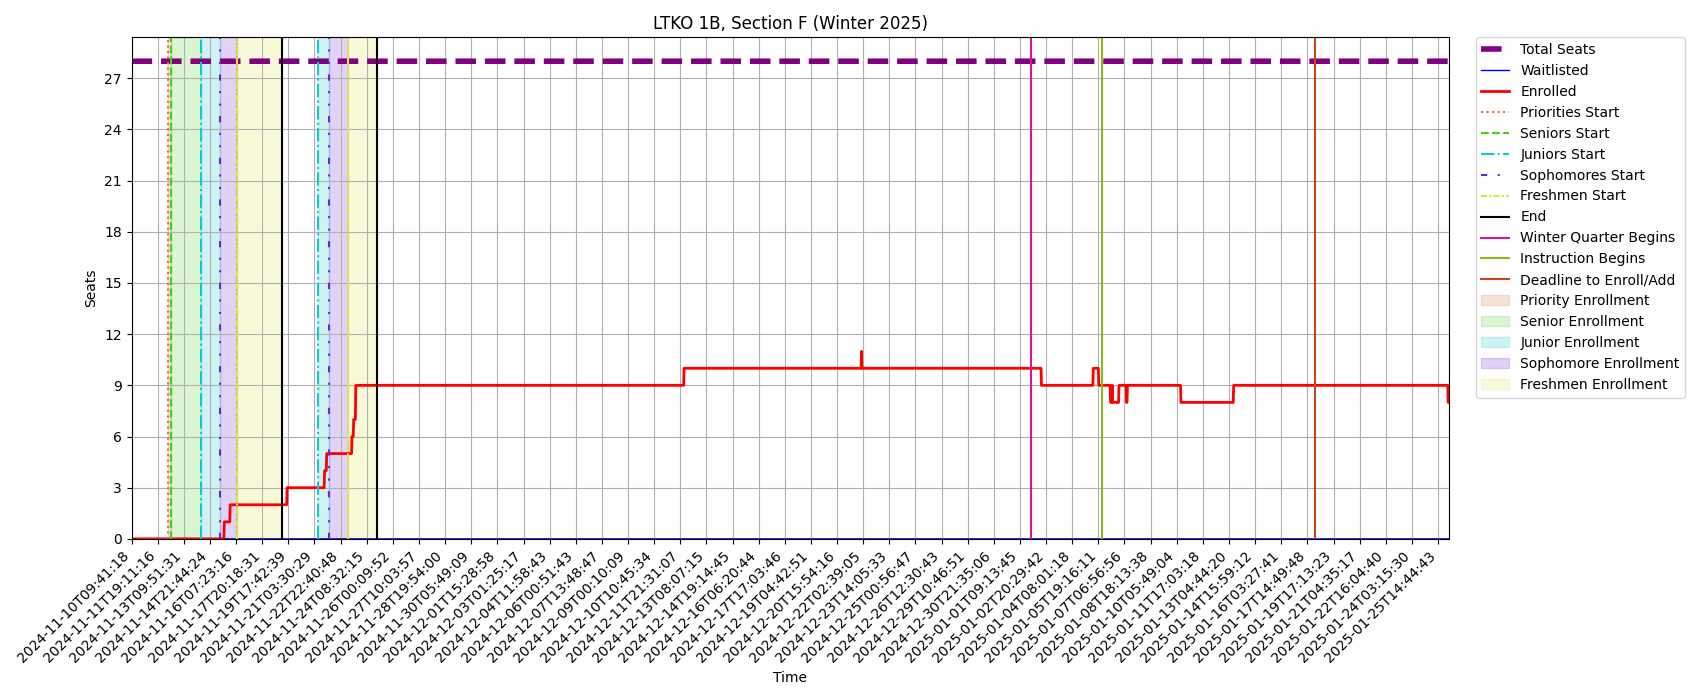 LTKO 1B, Section F (Winter 2025)
Seats
27
24
21
18
15
12
9
6
3
0
2024-11-10T09:41:18
2024-11-11T19:11:16
2024-11-13T09:51:31
2024-11-14T21:44:24
2024-11-16T07:23:16
2024-11-17T20:18:31
2024-11-19T17:42:39
2024-11-21T03:30:29
2024-11-22T22:40:48
2024-11-24T08:32:15
2024-11-26T00:09:52
2024-11-27T10:03:57
2024-11-28T19:54:00
2024-11-30T05:49:09
2024-12-01T15:28:58
2024-12-03T01:25:17
2024-12-04T11:58:43
2024-12-06T00:51:43
2024-12-07T13:48:47
2024-12-09T00:10:09
2024-12-10T10:45:34
2024-12-11T21:31:07
2024-12-13T08:07:15
2024-12-14T19:14:45
2024-12-16T06:20:44
2024-12-17T17:03:46
2024-12-19T04:42:51
2024-12-20T15:54:16
2024-12-22T02:39:05
2024-12-23T14:05:33
2024-12-25T00:56:47
2024-12-26T12:30:43
2024-12-29T10:46:51
2024-12-30T21:35:06
2025-01-01T09:13:45
2025-01-02T20:29:42
2025-01-04T08:01:18
2025-01-05T19:16:11
2025-01-07T06:56:56
2025-01-08T18:13:38
2025-01-10T05:49:04
2025-01-11T17:03:18
2025-01-13T04:44:20
2025-01-14T15:59:12
2025-01-16T03:27:41
2025-01-17T14:49:48
2025-01-19T17:13:23
2025-01-21T04:35:17
2025-01-22T16:04:40
2025-01-24T03:15:30
2025-01-25T14:44:43
Time
Total Seats
Waitlisted
Enrolled
Priorities Start
Seniors Start
Juniors Start
Sophomores Start
Freshmen Start
End
Winter Quarter Begins
Instruction Begins
Deadline to Enroll/Add
Priority Enrollment
Senior Enrollment
Junior Enrollment
Sophomore Enrollment
Freshmen Enrollment